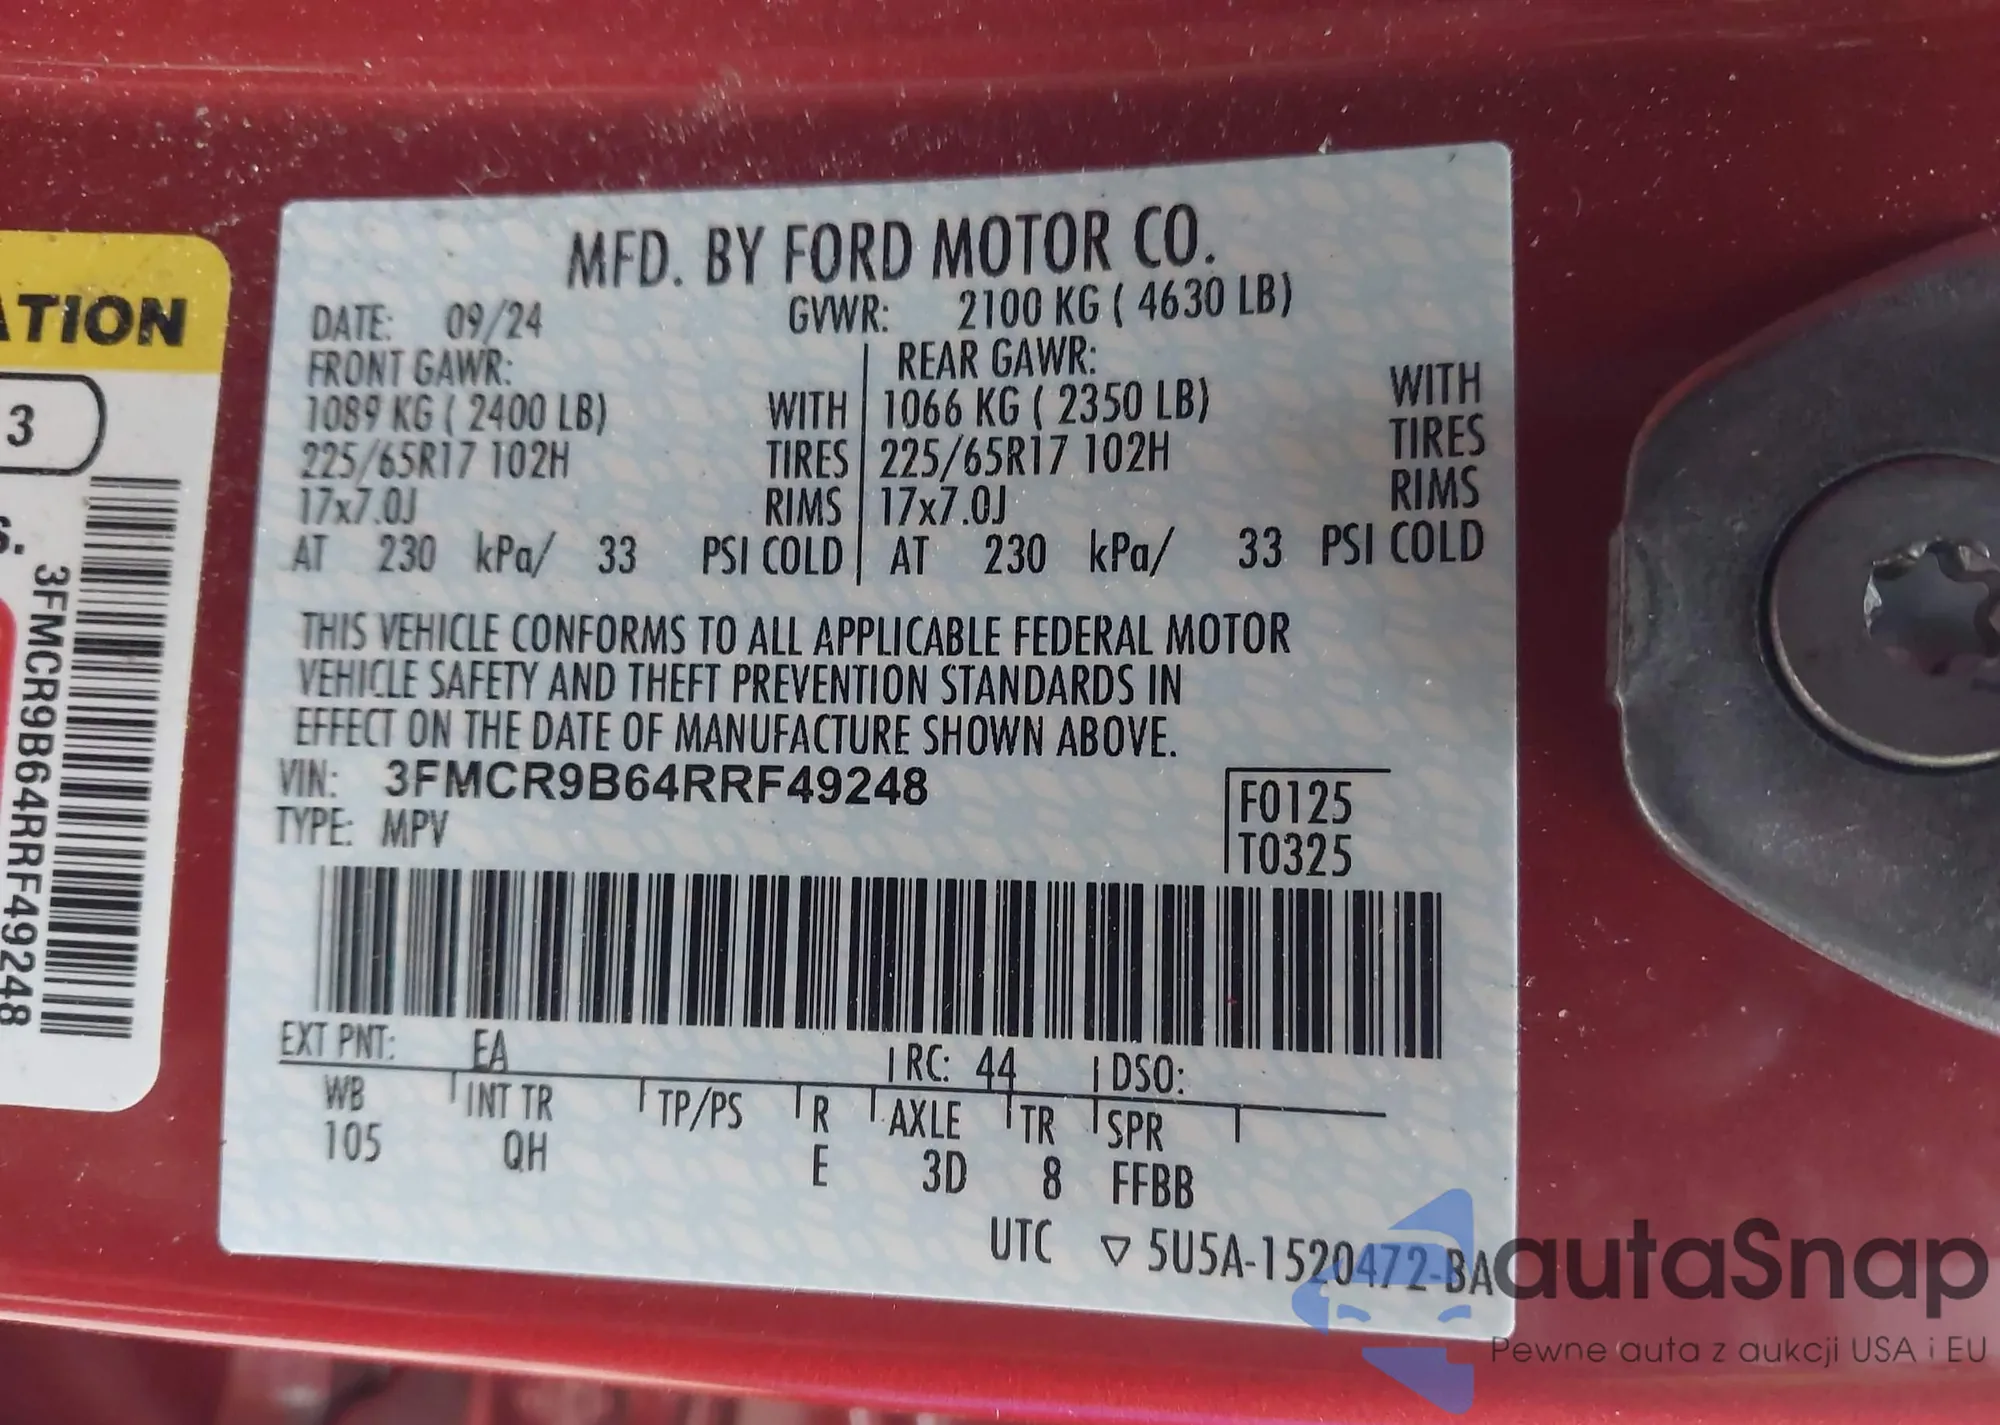 ATION
3
S.
3FMCR9B64RRF49248
MFD. BY FORD MOTOR CO.
DATE: 09/24 GVWR: 2100 KG ( 4630 LB)
FRONT GAWR: REAR GAWR:
1089 KG ( 2400 LB) WITH 1066 KG ( 2350 LB) WITH
225/65R17 102H TIRES 225/65R17 102H TIRES
17x7.0J RIMS 17x7.0J RIMS
AT 230 kPa/ 33 PSI COLD AT 230 kPa/ 33 PSI COLD
THIS VEHICLE CONFORMS TO ALL APPLICABLE FEDERAL MOTOR
VEHICLE SAFETY AND THEFT PREVENTION STANDARDS IN
EFFECT ON THE DATE OF MANUFACTURE SHOWN ABOVE.
VIN: 3FMCR9B64RRF49248
TYPE: MPV
F0125
T0325
EXT PNT: EA RC: 44 DSO:
WB INT TR TP/PS R AXLE TR SPR
105 QH E 3D 8 FFBB
UTC ▽ 5U5A-1520472-BA
autaSnap
Pewne auta z aukcji USA i EU